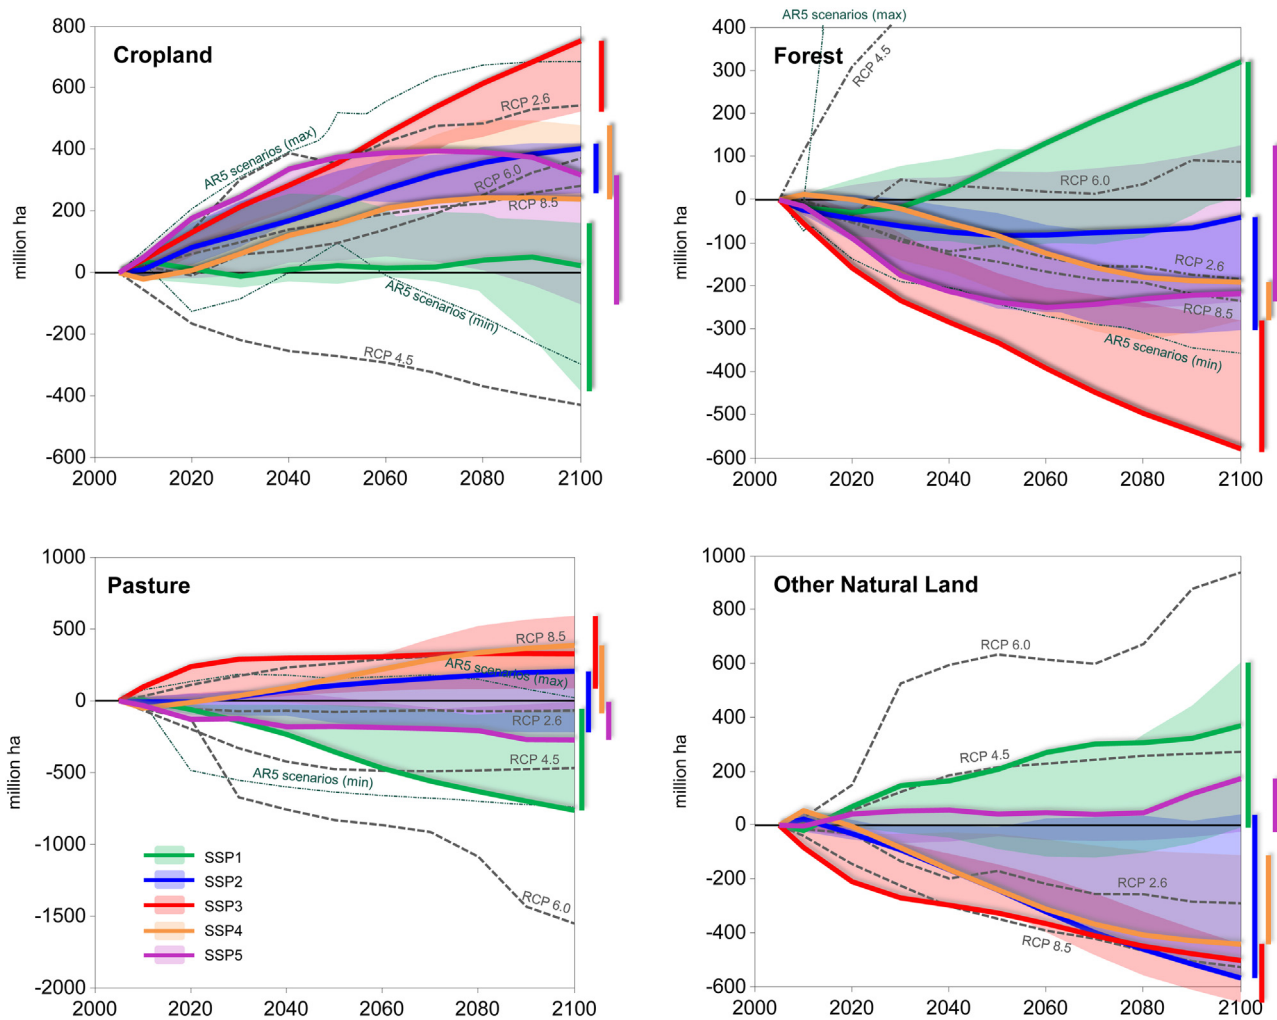 Cropland
million ha
800
600
400
200
0
-200
-400
-600
2000
2020
2040
2060
2080
2100
AR5 scenarios (max)
RCP 2.6
RCP 6.0
RCP 8.5
AR5 scenarios (min)
RCP 4.5
AR5 scenarios (max)
Forest
million ha
400
300
200
100
0
-100
-200
-300
-400
-500
-600
2000
2020
2040
2060
2080
2100
RCP 4.5
RCP 6.0
RCP 2.6
RCP 8.5
AR5 scenarios (min)
Pasture
million ha
1000
500
0
-500
-1000
-1500
-2000
2000
2020
2040
2060
2080
2100
RCP 8.5
AR5 scenarios (max)
RCP 2.6
RCP 4.5
AR5 scenarios (min)
RCP 6.0
SSP1
SSP2
SSP3
SSP4
SSP5
Other Natural Land
million ha
1000
800
600
400
200
0
-200
-400
-600
2000
2020
2040
2060
2080
2100
RCP 6.0
RCP 4.5
RCP 2.6
RCP 8.5